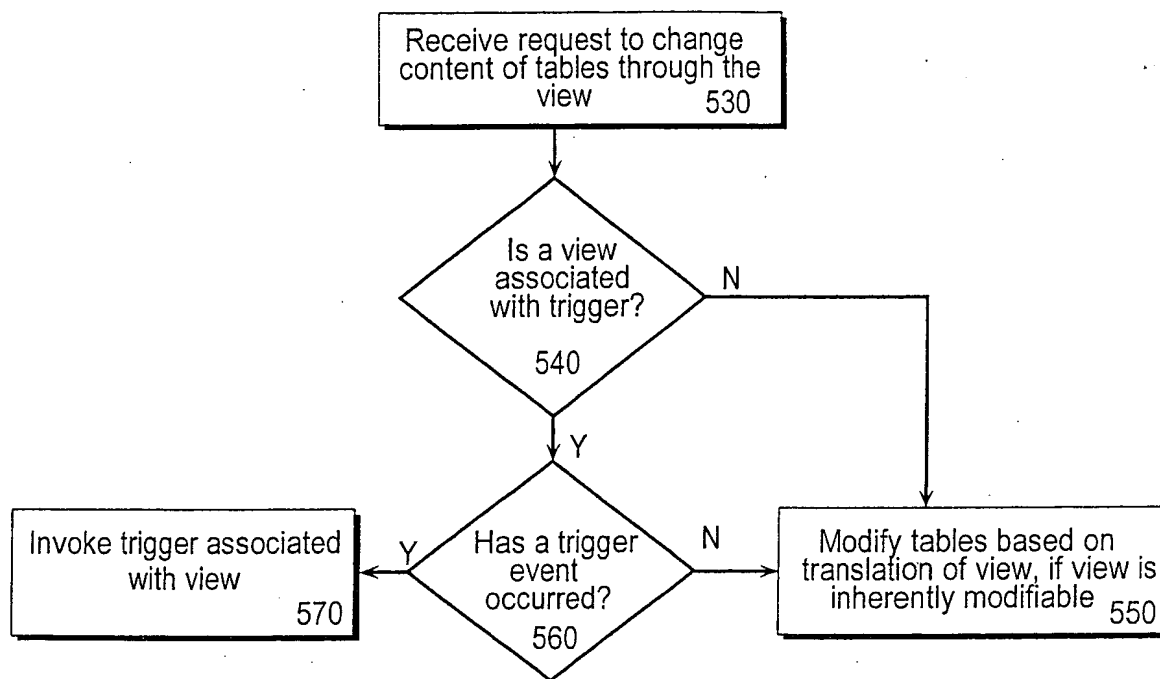 Receive request to change
content of tables through the
view
530
Is a view
associated
with trigger?
N
540
Y
Invoke trigger associated
with view
570
Y
Has a trigger
event
occurred?
560
N
Modify tables based on
translation of view, if view is
inherently modifiable
550